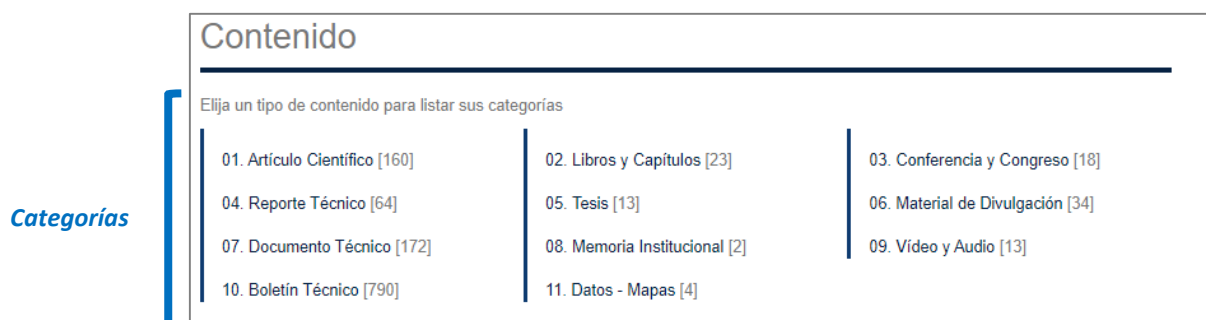 Contenido
Elija un tipo de contenido para listar sus categorías
01. Artículo Científico [160] 02. Libros y Capítulos [23] 03. Conferencia y Congreso [18]
Categorías
04. Reporte Técnico [64] 05. Tesis [13] 06. Material de Divulgación [34]
07. Documento Técnico [172] 08. Memoria Institucional [2] 09. Vídeo y Audio [13]
10. Boletín Técnico [790] 11. Datos - Mapas [4]